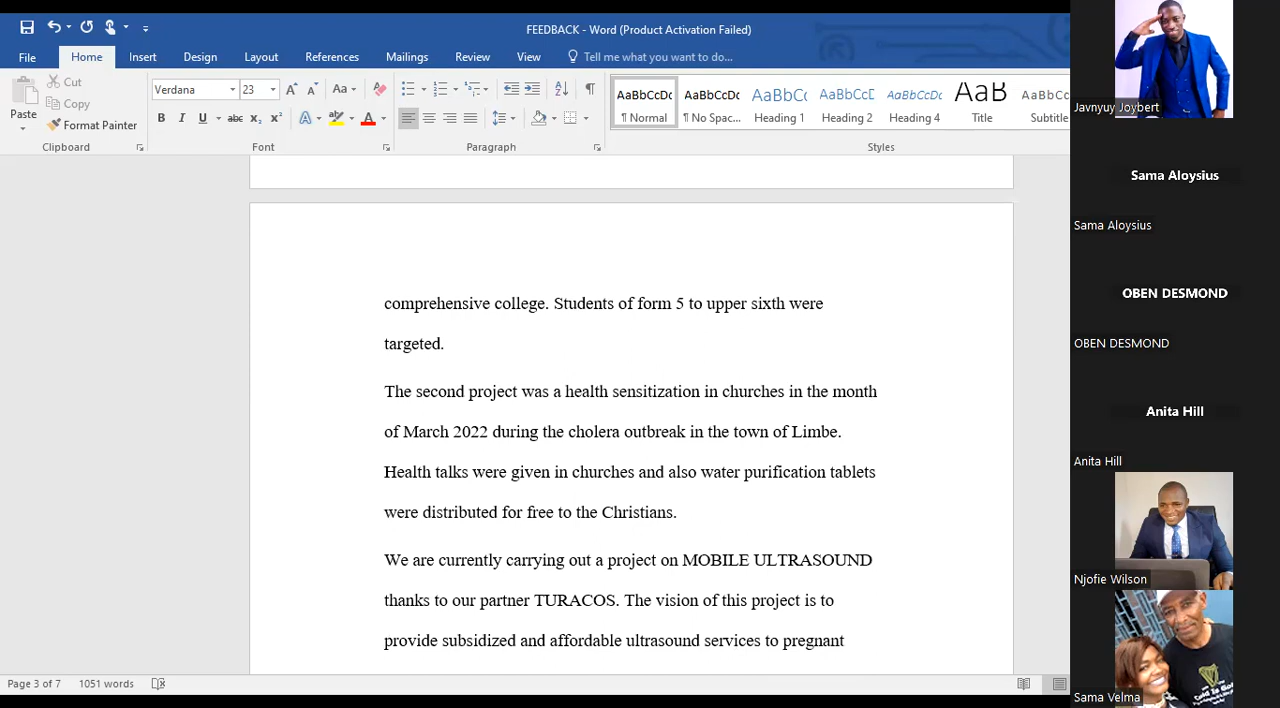 FEEDBACK - Word (Product Activation Failed)
File Home Insert Design Layout References Mailings Review View Tell me what you want to do...
Paste
Cut
Copy
Format Painter
Clipboard
Verdana 23
Aa
B I U abc x₂ x² A A
Font
Paragraph
AaBbCcDc AaBbCcDc AaBbCc AaBbCcD AaBbCcDc AaB AaBbCc
¶ Normal ¶ No Spac... Heading 1 Heading 2 Heading 4 Title Subtitle
Styles
comprehensive college. Students of form 5 to upper sixth were
targeted.
The second project was a health sensitization in churches in the month
of March 2022 during the cholera outbreak in the town of Limbe.
Health talks were given in churches and also water purification tablets
were distributed for free to the Christians.
We are currently carrying out a project on MOBILE ULTRASOUND
thanks to our partner TURACOS. The vision of this project is to
provide subsidized and affordable ultrasound services to pregnant
Page 3 of 7 1051 words
Javnyuy Joybert
Sama Aloysius
Sama Aloysius
OBEN DESMOND
OBEN DESMOND
Anita Hill
Anita Hill
Njofie Wilson
Sama Velma